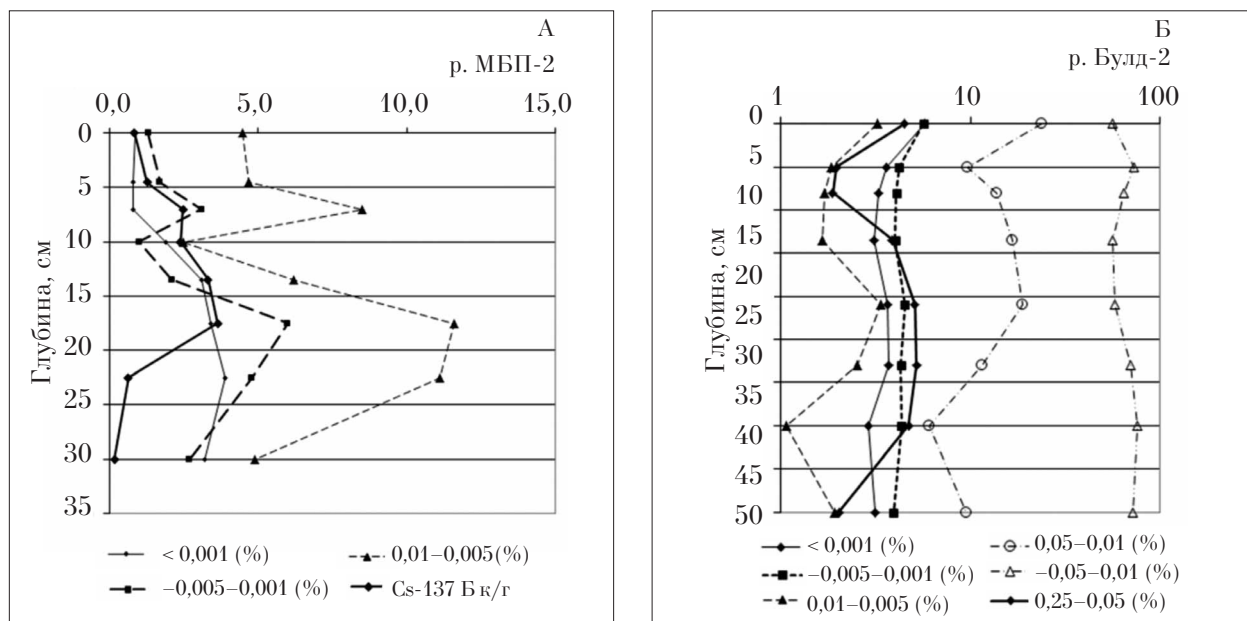 А
р. МБП-2
0,0 5,0 10,0 15,0
0
5
10
15
20
25
30
35
Глубина, см
< 0,001 (%)
0,01–0,005(%)
–0,005–0,001 (%)
Cs-137 Б к/г
Б
р. Булд-2
1 10 100
0
5
10
15
20
25
30
35
40
45
50
Глубина, см
< 0,001 (%)
0,05–0,01 (%)
–0,005–0,001 (%)
–0,05–0,01 (%)
0,01–0,005 (%)
0,25–0,05 (%)